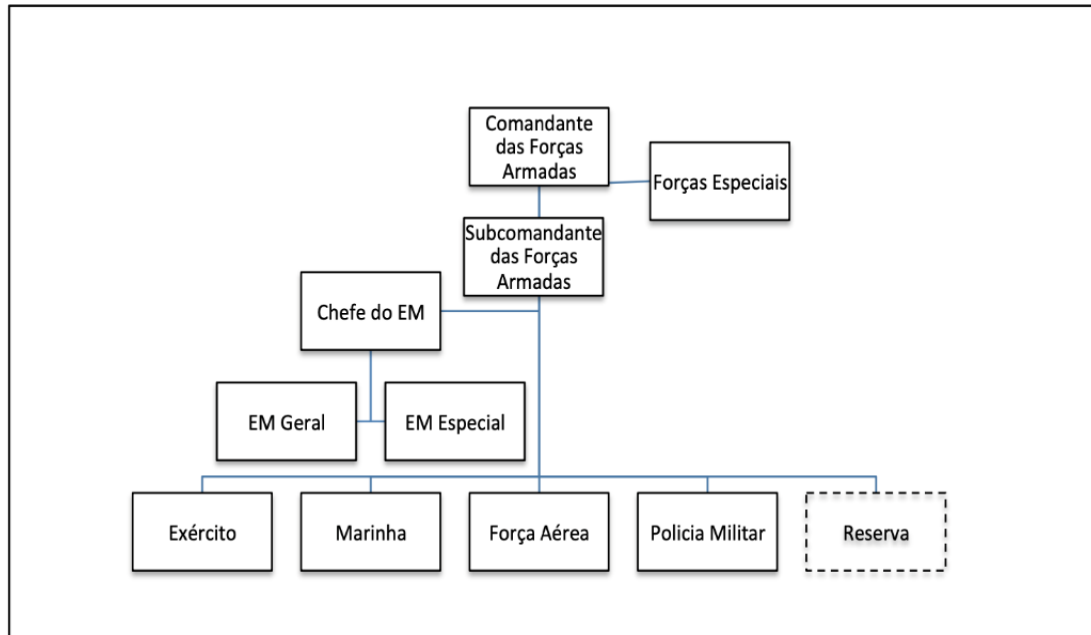 Comandante
das Forças
Armadas
Forças Especiais
Subcomandante
das Forças
Armadas
Chefe do EM
EM Geral
EM Especial
Exército
Marinha
Força Aérea
Policia Militar
Reserva